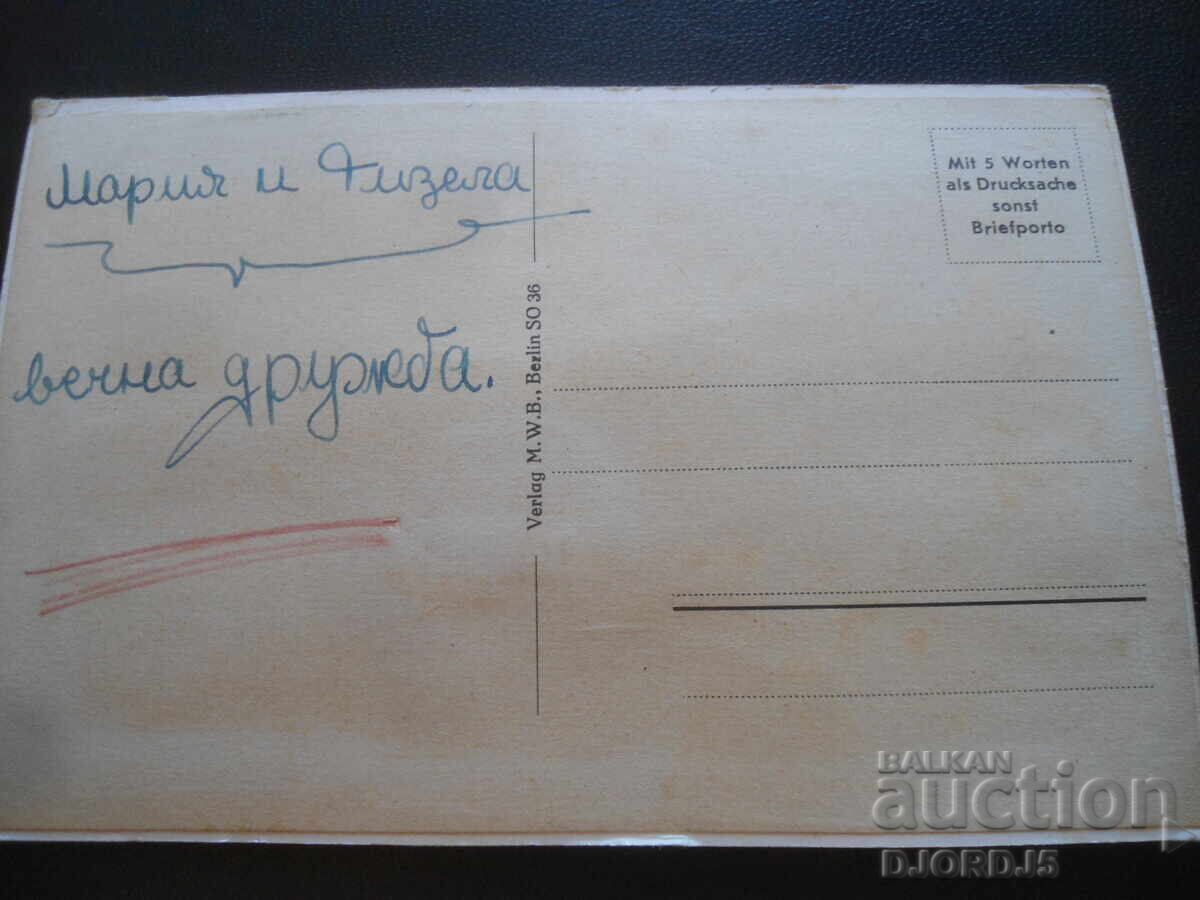 Мария и Гизела
вечна дружба.
Verlag M.W.B., Berlin SO 36
Mit 5 Worten
als Drucksache
sonst
Briefporto
BALKAN
auction
DJORDJ5